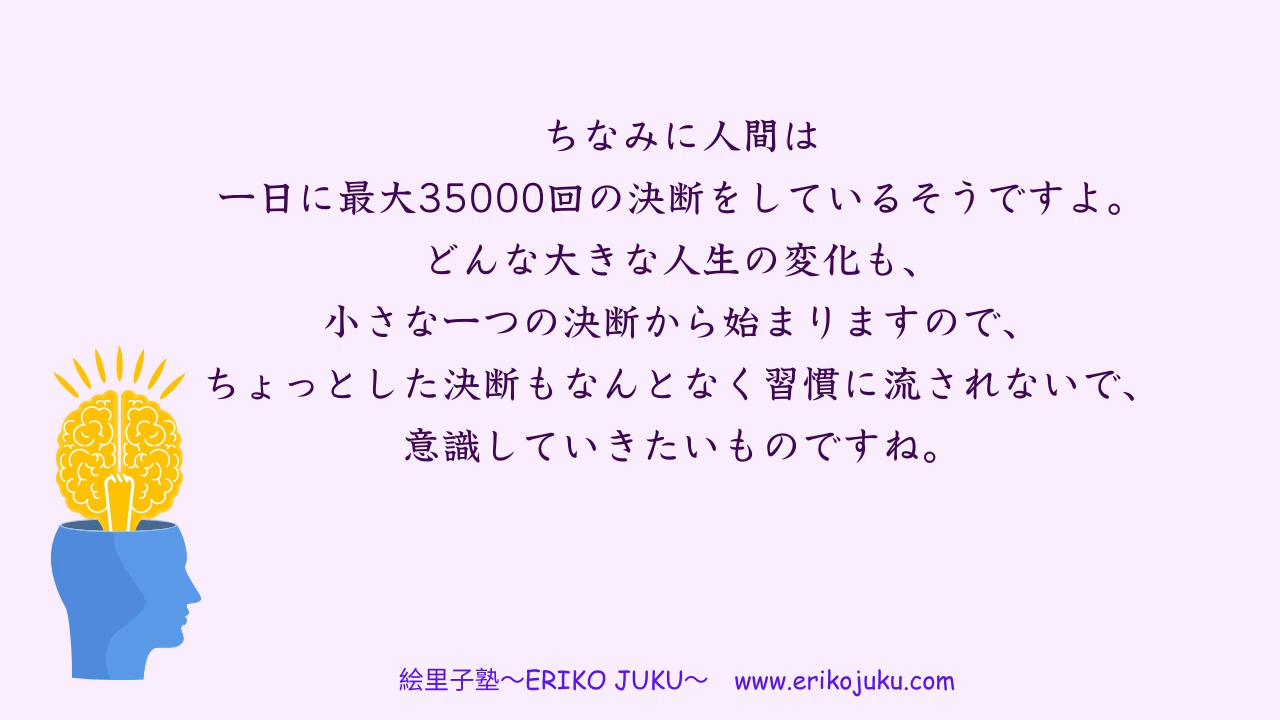 ちなみに人間は
一日に最大35000回の決断をしているそうですよ。
どんな大きな人生の変化も、
小さな一つの決断から始まりますので、
ちょっとした決断もなんとなく習慣に流されないで、
意識していきたいものですね。
絵里子塾〜ERIKO JUKU〜　www.erikojuku.com